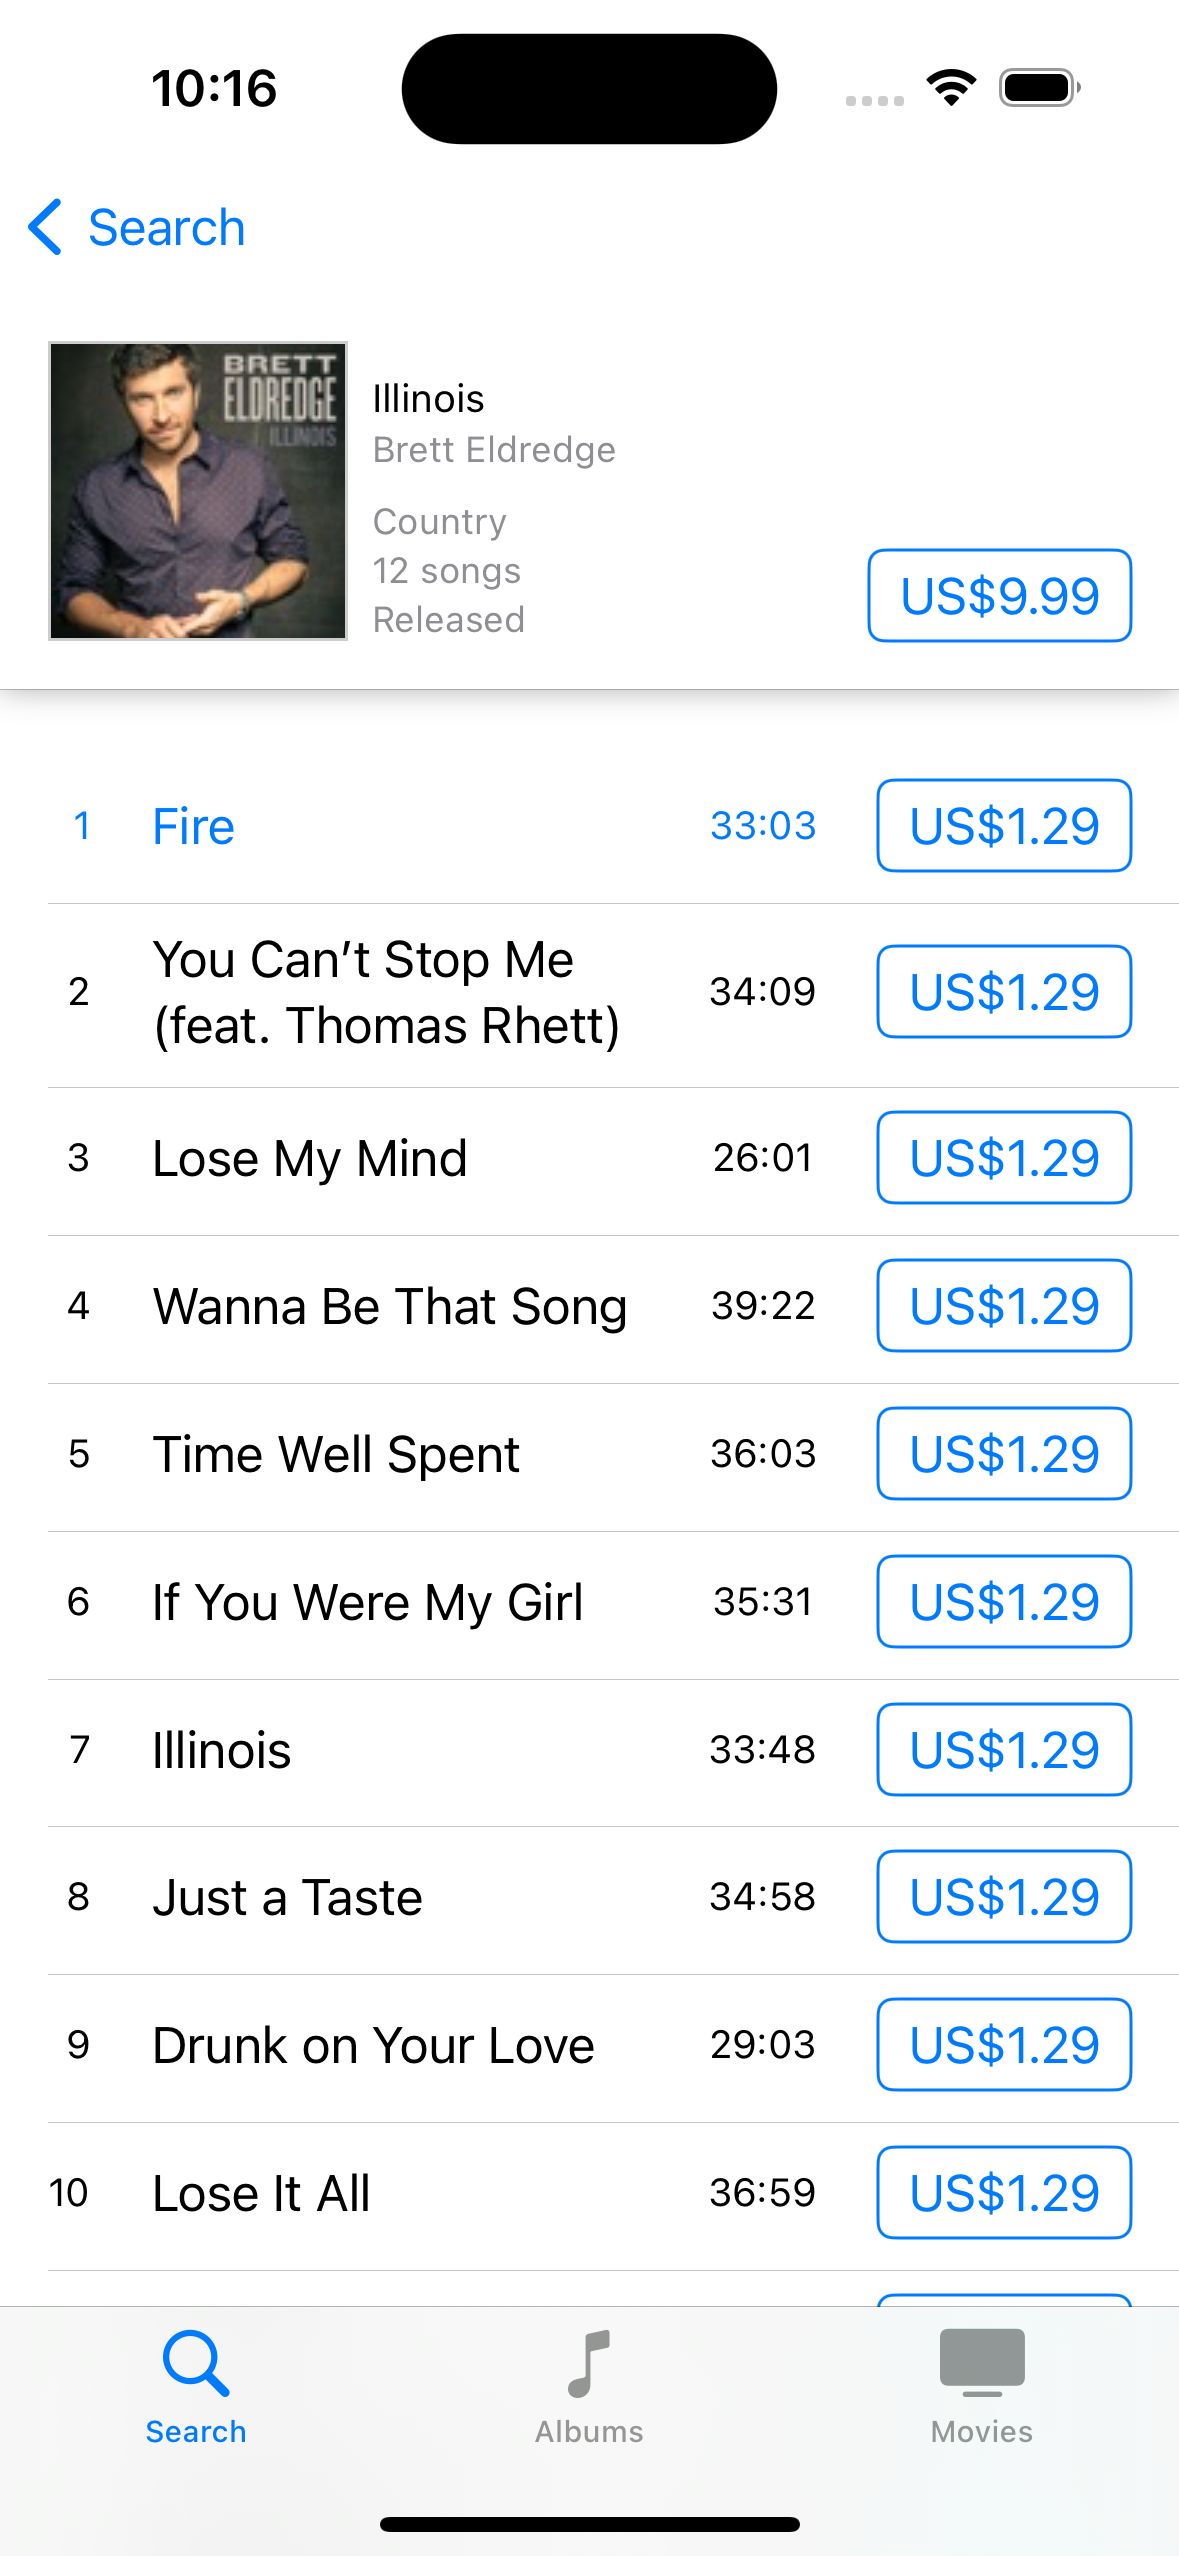 10:16
Search
BRETT
ELDREDGE
ILLINOIS
Illinois
Brett Eldredge
Country
12 songs
Released
US$9.99
1 Fire 33:03 US$1.29
2 You Can’t Stop Me
(feat. Thomas Rhett) 34:09 US$1.29
3 Lose My Mind 26:01 US$1.29
4 Wanna Be That Song 39:22 US$1.29
5 Time Well Spent 36:03 US$1.29
6 If You Were My Girl 35:31 US$1.29
7 Illinois 33:48 US$1.29
8 Just a Taste 34:58 US$1.29
9 Drunk on Your Love 29:03 US$1.29
10 Lose It All 36:59 US$1.29
Search Albums Movies